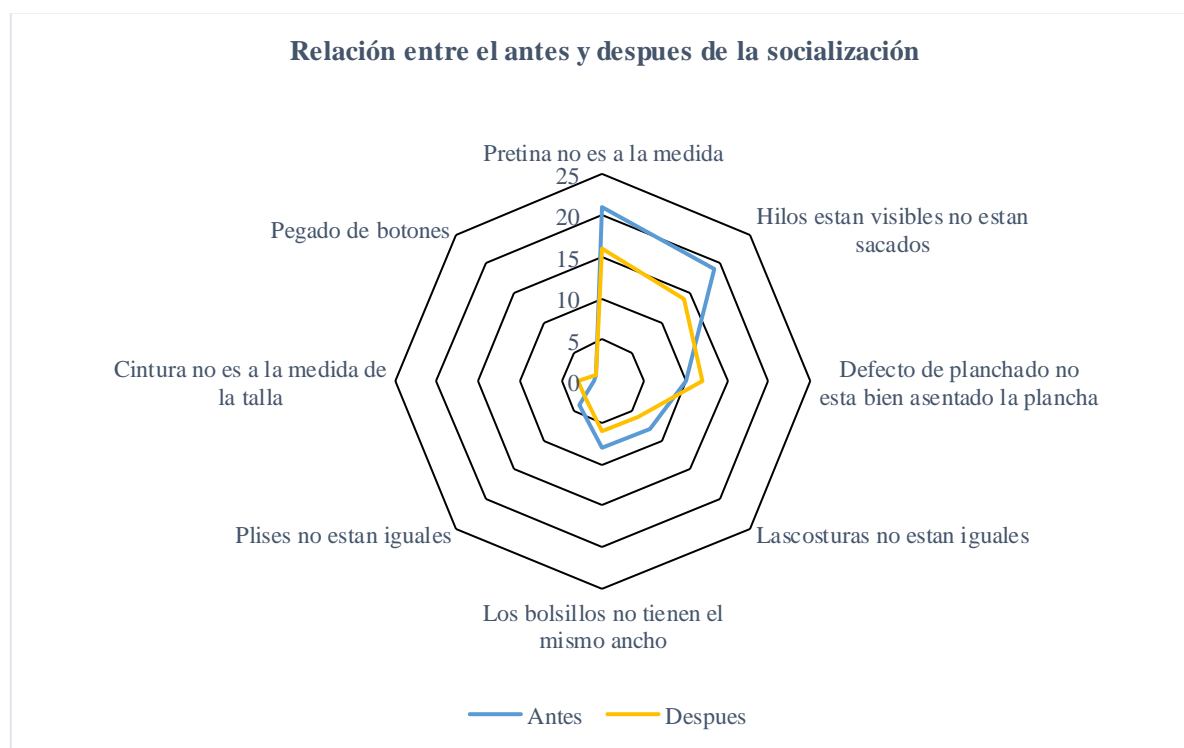 Relación entre el antes y despues de la socialización
Pretina no es a la medida
25
20
15
10
5
0
Hilos estan visibles no estan
sacados
Defecto de planchado no
esta bien asentado la plancha
Lascosturas no estan iguales
Los bolsillos no tienen el
mismo ancho
Plises no estan iguales
Cintura no es a la medida de
la talla
Pegado de botones
Antes
Despues